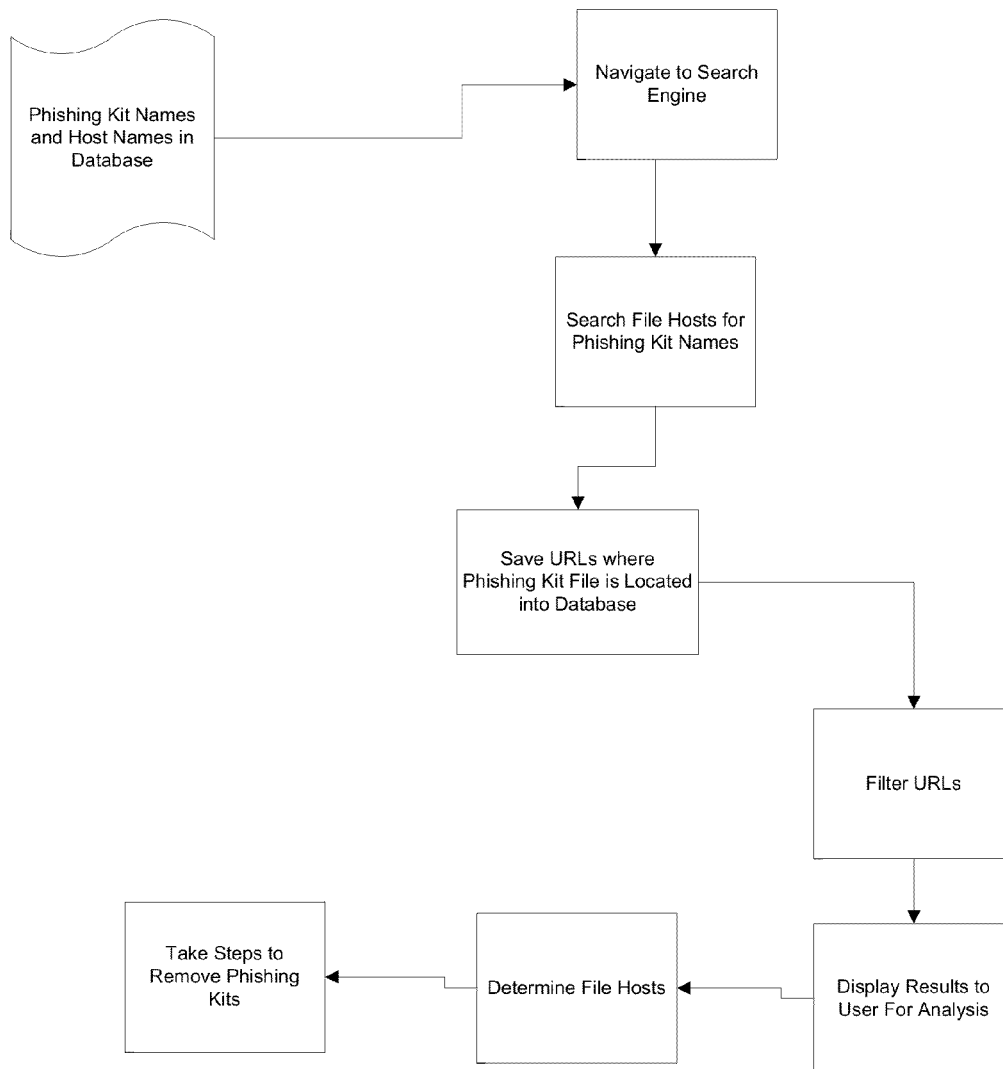 Phishing Kit Names
and Host Names in
Database
Navigate to Search
Engine
Search File Hosts for
Phishing Kit Names
Save URLs where
Phishing Kit File is Located
into Database
Filter URLs
Display Results to
User For Analysis
Determine File Hosts
Take Steps to
Remove Phishing
Kits